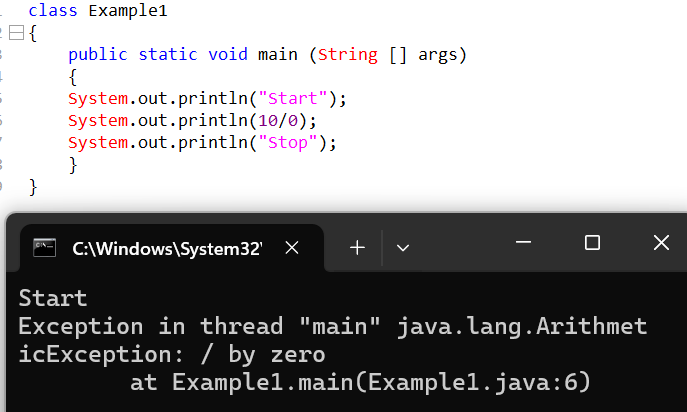 class Example1
{
public static void main (String [] args)
{
System.out.println("Start");
System.out.println(10/0);
System.out.println("Stop");
}
}
C:\Windows\System32\
Start
Exception in thread "main" java.lang.Arithmet
icException: / by zero
at Example1.main(Example1.java:6)